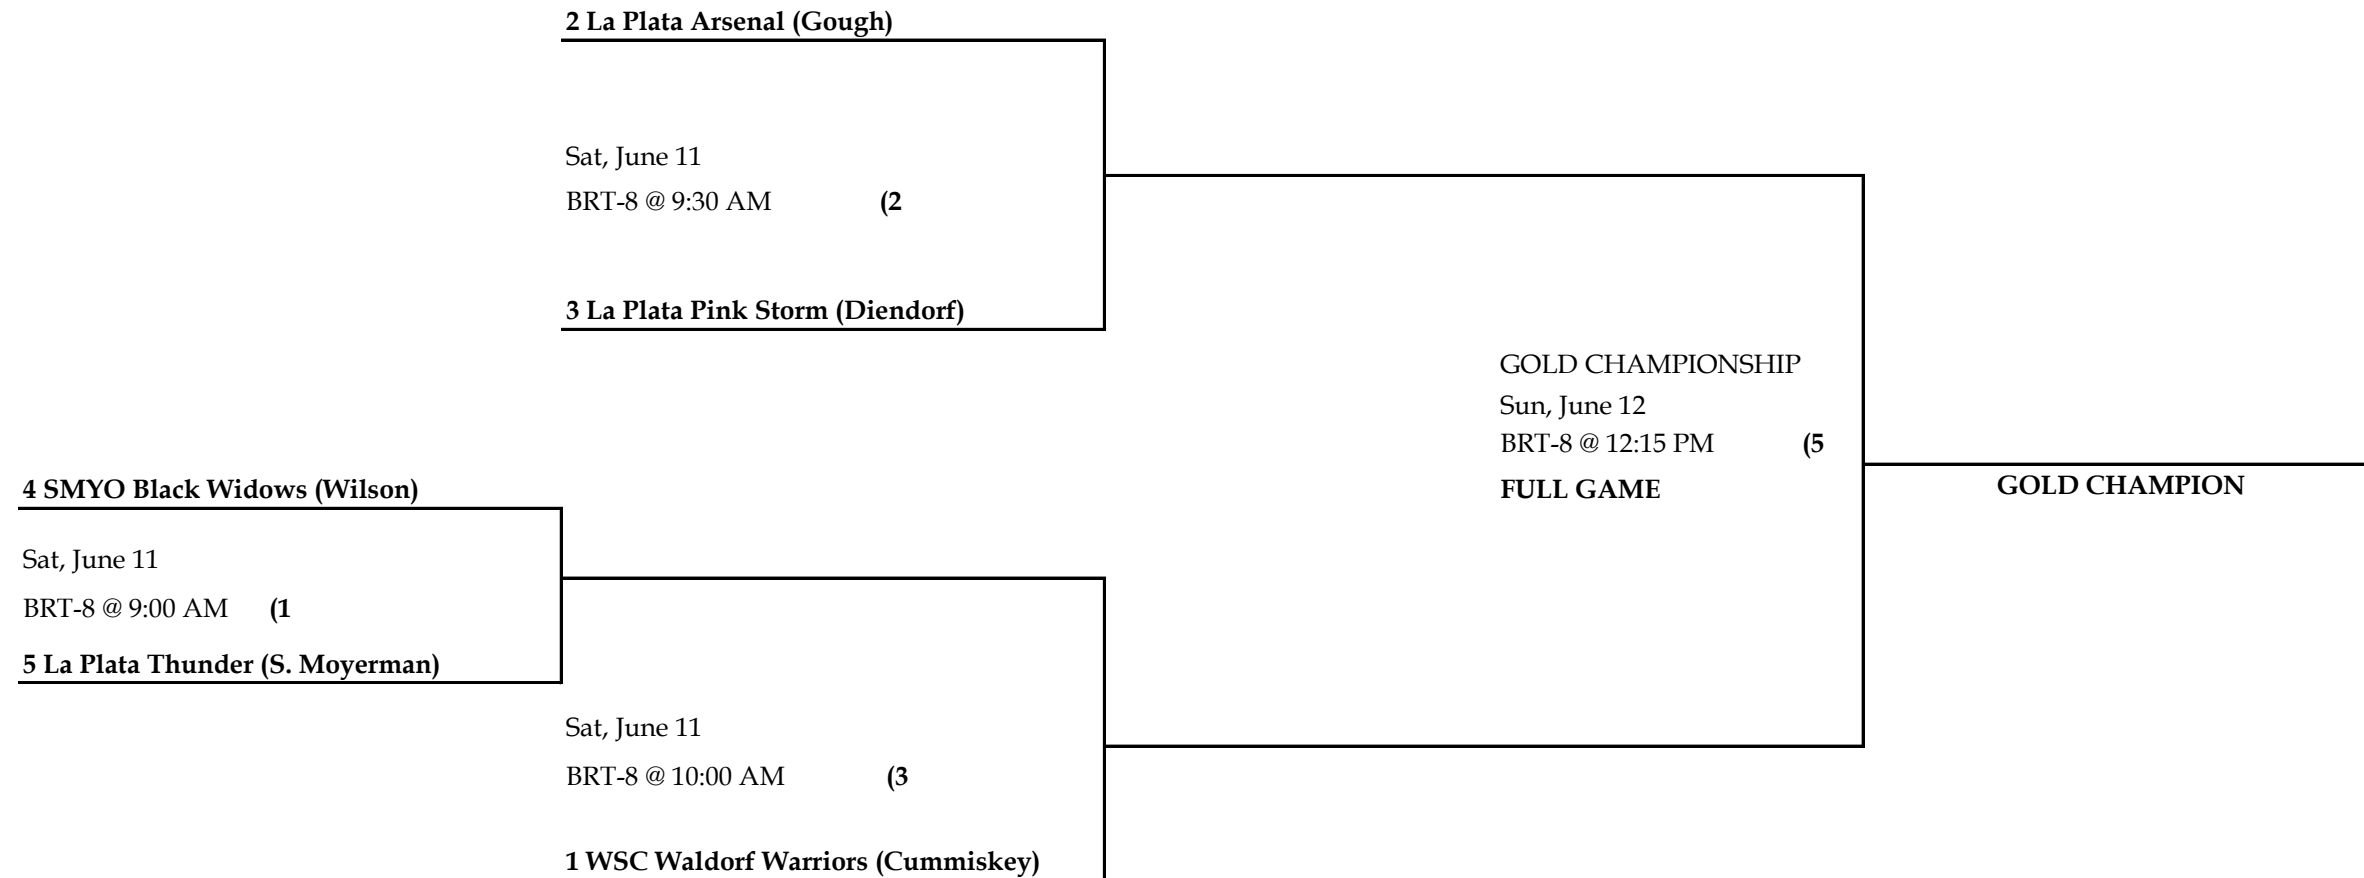 2 La Plata Arsenal (Gough)
Sat, June 11
BRT-8 @ 9:30 AM (2
3 La Plata Pink Storm (Diendorf)
GOLD CHAMPIONSHIP
Sun, June 12
BRT-8 @ 12:15 PM (5
FULL GAME
GOLD CHAMPION
4 SMYO Black Widows (Wilson)
Sat, June 11
BRT-8 @ 9:00 AM (1
5 La Plata Thunder (S. Moyerman)
Sat, June 11
BRT-8 @ 10:00 AM (3
1 WSC Waldorf Warriors (Cummiskey)